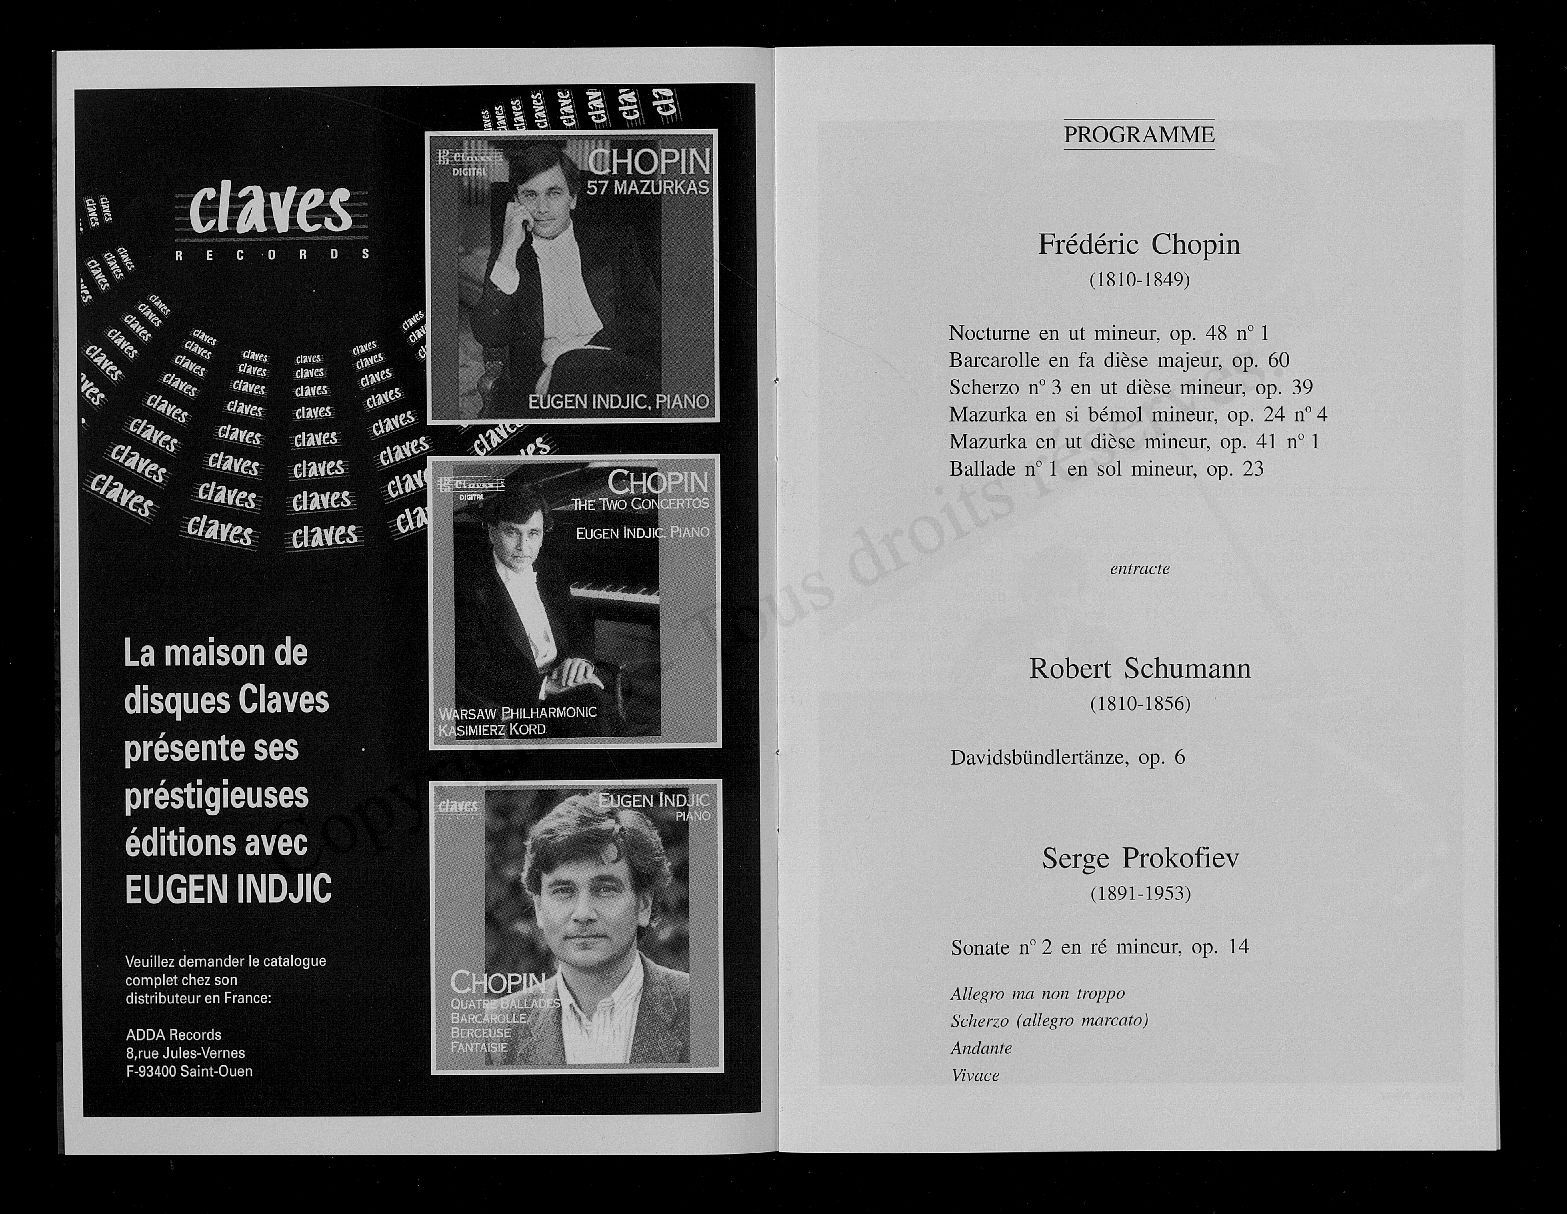 claves
RECORDS
La maison de
disques Claves
présente ses
préstigieuses
éditions avec
EUGEN INDJIC
Veuillez demander le catalogue
complet chez son
distributeur en France:
ADDA Records
8,rue Jules-Vernes
F-93400 Saint-Ouen
Claves
DIGITAL
CHOPIN
57 MAZURKAS
EUGEN INDJIC, PIANO
Claves
DIGITAL
CHOPIN
THE TWO CONCERTOS
EUGEN INDJIC, PIANO
WARSAW PHILHARMONIC
KASIMIERZ KORD
claves
EUGEN INDJIC
PIANO
CHOPIN
QUATRE BALLADES
BARCAROLLE,
BERCEUSE
FANTAISIE
PROGRAMME
Frédéric Chopin
(1810-1849)
Nocturne en ut mineur, op. 48 n° 1
Barcarolle en fa dièse majeur, op. 60
Scherzo n° 3 en ut dièse mineur, op. 39
Mazurka en si bémol mineur, op. 24 n° 4
Mazurka en ut dièse mineur, op. 41 n° 1
Ballade n° 1 en sol mineur, op. 23
entracte
Robert Schumann
(1810-1856)
Davidsbündlertänze, op. 6
Serge Prokofiev
(1891-1953)
Sonate n° 2 en ré mineur, op. 14
Allegro ma non troppo
Scherzo (allegro marcato)
Andante
Vivace
Tous droits réservés